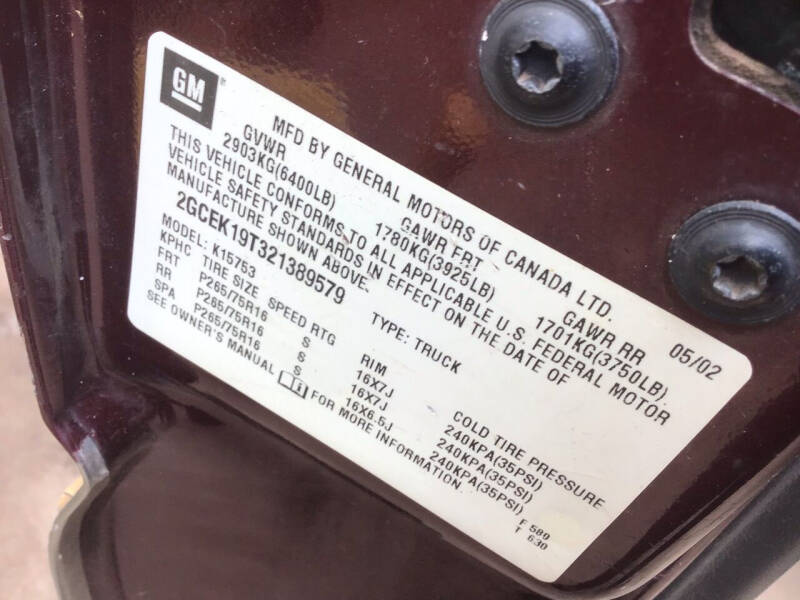 GM
MFD BY GENERAL MOTORS OF CANADA LTD.
05/02
GVWR GAWR FRT GAWR RR
2903KG(6400LB) 1780KG(3925LB) 1701KG(3750LB)
THIS VEHICLE CONFORMS TO ALL APPLICABLE U.S. FEDERAL MOTOR
VEHICLE SAFETY STANDARDS IN EFFECT ON THE DATE OF
MANUFACTURE SHOWN ABOVE.
2GCEK19T321389579 TYPE: TRUCK
MODEL: K15753
KPHC TIRE SIZE SPEED RTG RIM COLD TIRE PRESSURE
FRT P265/75R16 S 16X7J 240KPA(35PSI)
RR P265/75R16 S 16X7J 240KPA(35PSI)
SPA P265/75R16 S 16X6.5J 240KPA(35PSI)
SEE OWNER'S MANUAL FOR MORE INFORMATION
F 580
T 630